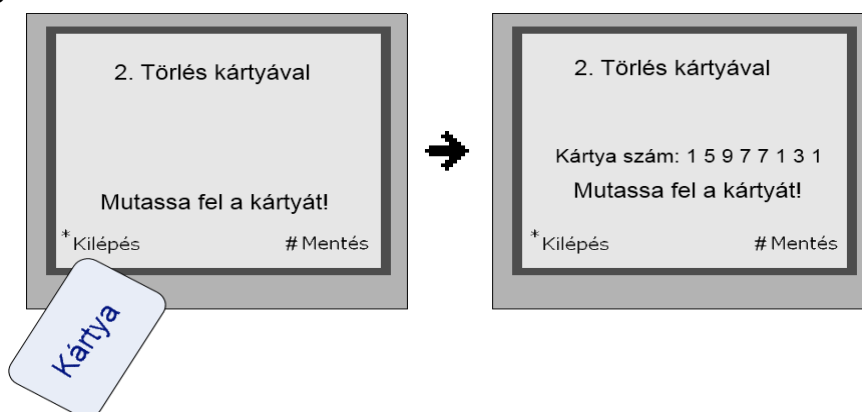 2. Törlés kártyával
Mutassa fel a kártyát!
*Kilépés
# Mentés
Kártya
2. Törlés kártyával
Kártya szám: 1 5 9 7 7 1 3 1
Mutassa fel a kártyát!
*Kilépés
# Mentés